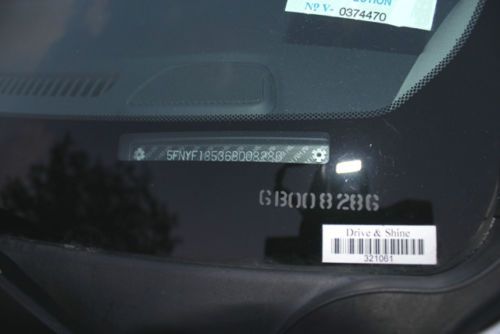 Nº V- 0374470
5FNYF18536B008286
6B008286
Drive & Shine
321061